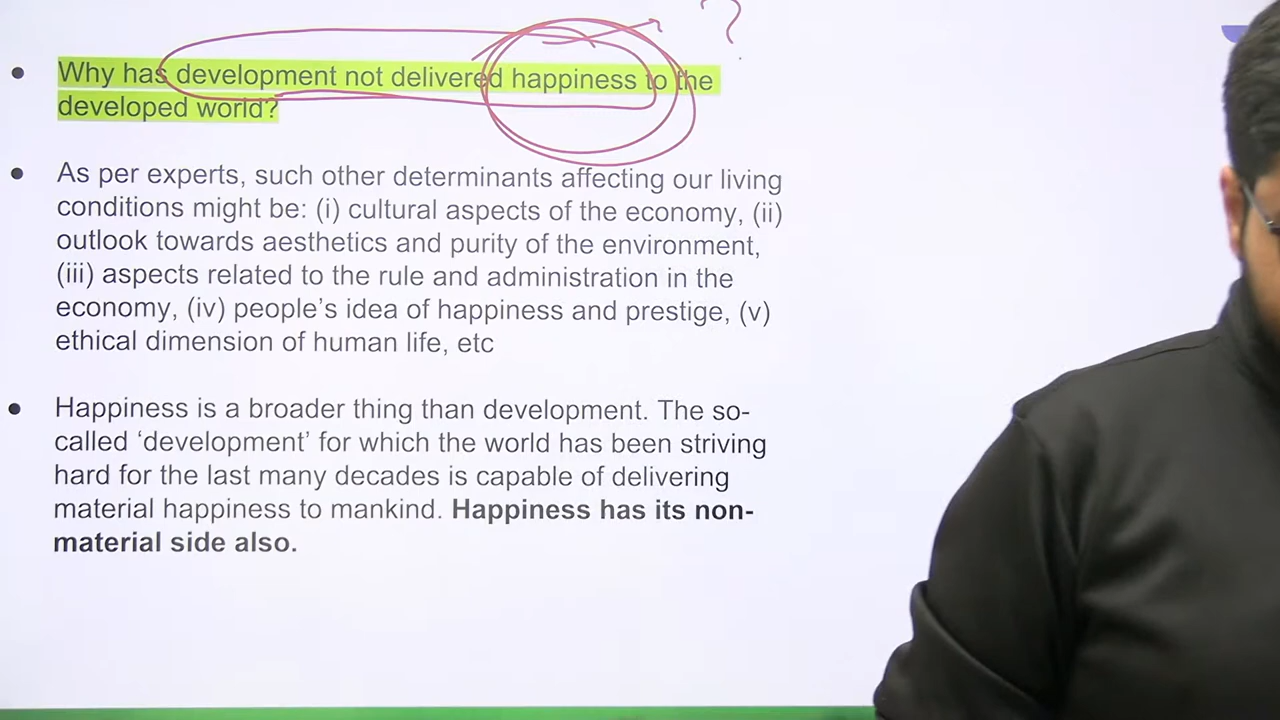 ?
Why has development not delivered happiness to the
developed world?
As per experts, such other determinants affecting our living
conditions might be: (i) cultural aspects of the economy, (ii)
outlook towards aesthetics and purity of the environment,
(iii) aspects related to the rule and administration in the
economy, (iv) people’s idea of happiness and prestige, (v)
ethical dimension of human life, etc
Happiness is a broader thing than development. The so-
called ‘development’ for which the world has been striving
hard for the last many decades is capable of delivering
material happiness to mankind. Happiness has its non-
material side also.